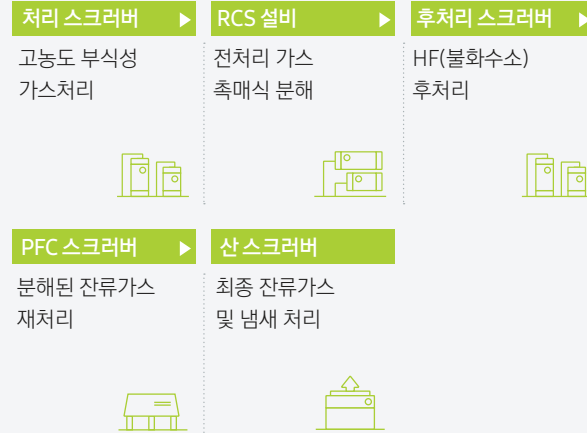 처리 스크러버 ▶
고농도 부식성
가스처리
RCS 설비 ▶
전처리 가스
촉매식 분해
후처리 스크러버 ▶
HF(불화수소)
후처리
PFC 스크러버 ▶
분해된 잔류가스
재처리
산 스크러버
최종 잔류가스
및 냄새 처리